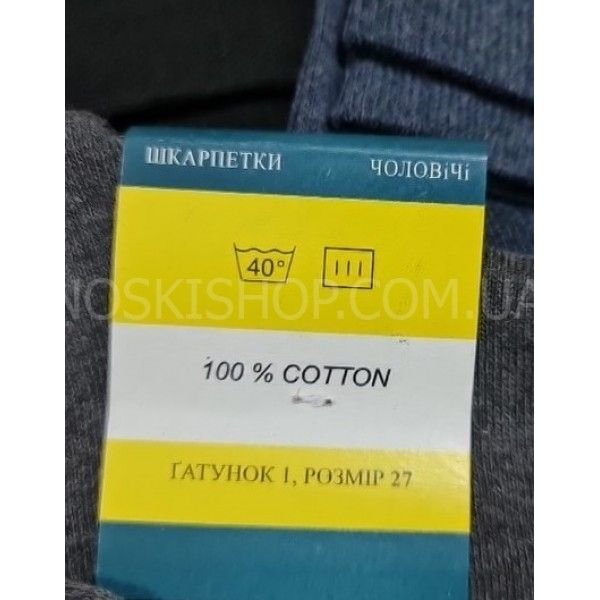 ШКАРПЕТКИ ЧОЛОВіЧі
40°
NOSKISHOP.COM.UA
100 % COTTON
ҐАТУНОК 1, РОЗМІР 27